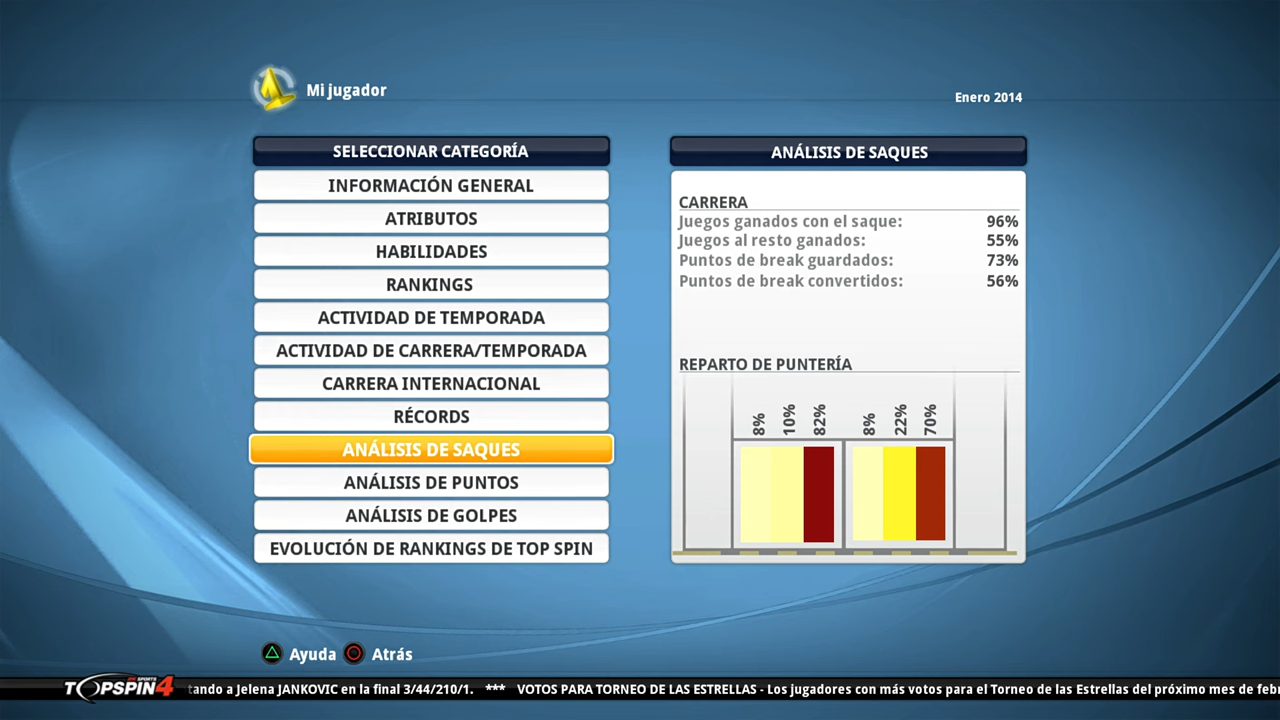 Mi jugador
Enero 2014
SELECCIONAR CATEGORÍA
INFORMACIÓN GENERAL
ATRIBUTOS
HABILIDADES
RANKINGS
ACTIVIDAD DE TEMPORADA
ACTIVIDAD DE CARRERA/TEMPORADA
CARRERA INTERNACIONAL
RÉCORDS
ANÁLISIS DE SAQUES
ANÁLISIS DE PUNTOS
ANÁLISIS DE GOLPES
EVOLUCIÓN DE RANKINGS DE TOP SPIN
ANÁLISIS DE SAQUES
CARRERA
Juegos ganados con el saque: 96%
Juegos al resto ganados: 55%
Puntos de break guardados: 73%
Puntos de break convertidos: 56%
REPARTO DE PUNTERÍA
8% 10% 82% 8% 22% 70%
Ayuda Atrás
TOPSPIN 4 tando a Jelena JANKOVIC en la final 3/44/210/1. *** VOTOS PARA TORNEO DE LAS ESTRELLAS - Los jugadores con más votos para el Torneo de las Estrellas del próximo mes de febr